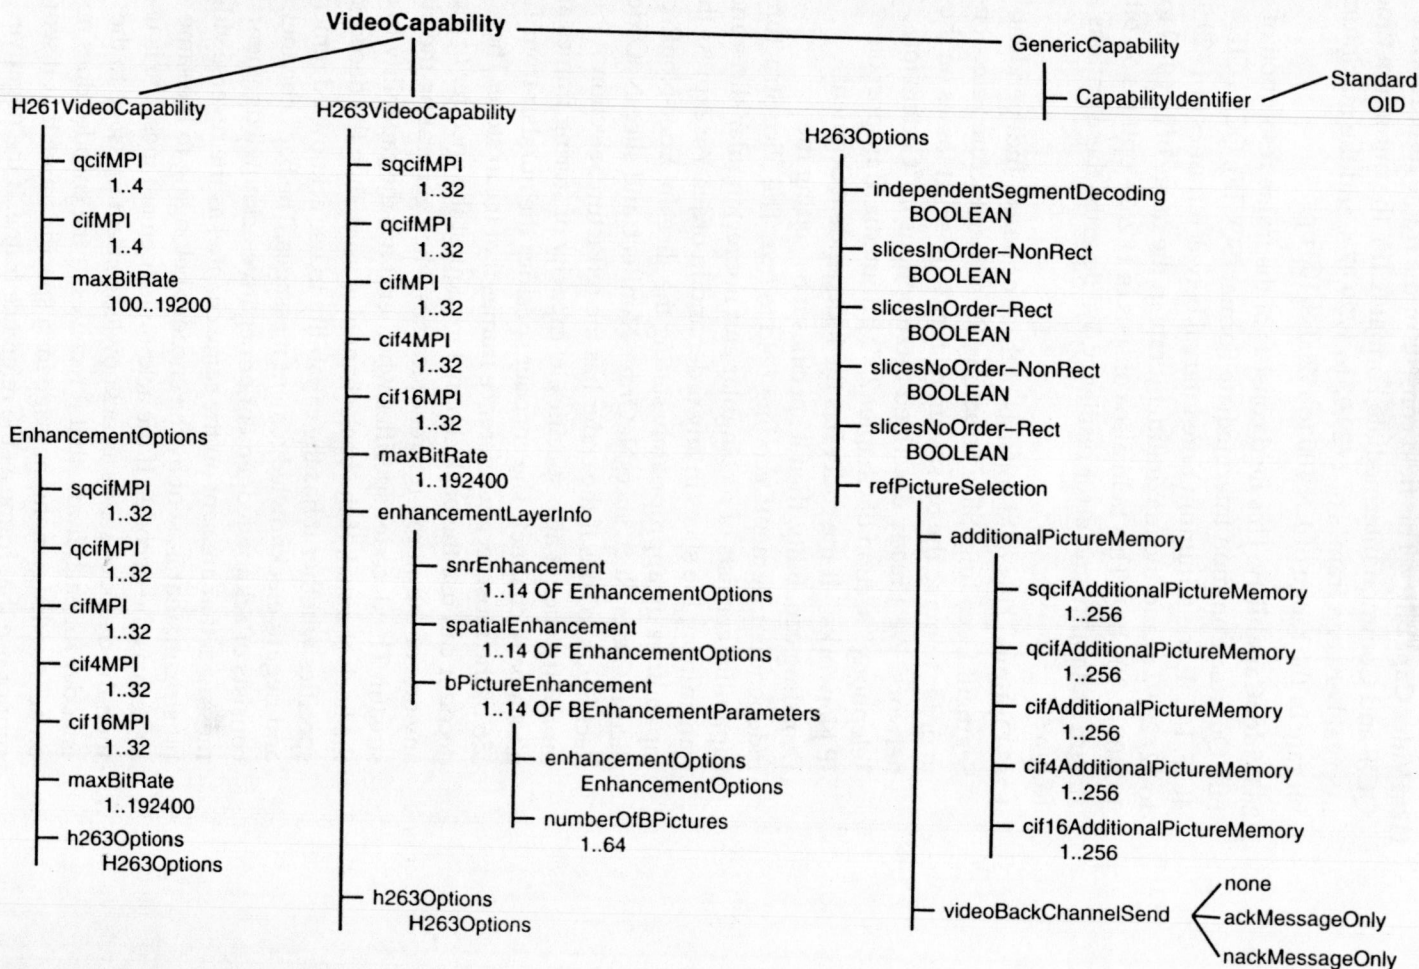 VideoCapability
H261VideoCapability
qcifMPI
1..4
cifMPI
1..4
maxBitRate
100..19200
H263VideoCapability
sqcifMPI
1..32
qcifMPI
1..32
cifMPI
1..32
cif4MPI
1..32
cif16MPI
1..32
maxBitRate
1..192400
enhancementLayerInfo
snrEnhancement
1..14 OF EnhancementOptions
spatialEnhancement
1..14 OF EnhancementOptions
bPictureEnhancement
1..14 OF BEnhancementParameters
enhancementOptions
EnhancementOptions
numberOfBPictures
1..64
h263Options
H263Options
GenericCapability
CapabilityIdentifier
Standard
OID
EnhancementOptions
sqcifMPI
1..32
qcifMPI
1..32
cifMPI
1..32
cif4MPI
1..32
cif16MPI
1..32
maxBitRate
1..192400
h263Options
H263Options
H263Options
independentSegmentDecoding
BOOLEAN
slicesInOrder–NonRect
BOOLEAN
slicesInOrder–Rect
BOOLEAN
slicesNoOrder–NonRect
BOOLEAN
slicesNoOrder–Rect
BOOLEAN
refPictureSelection
additionalPictureMemory
sqcifAdditionalPictureMemory
1..256
qcifAdditionalPictureMemory
1..256
cifAdditionalPictureMemory
1..256
cif4AdditionalPictureMemory
1..256
cif16AdditionalPictureMemory
1..256
videoBackChannelSend
none
ackMessageOnly
nackMessageOnly